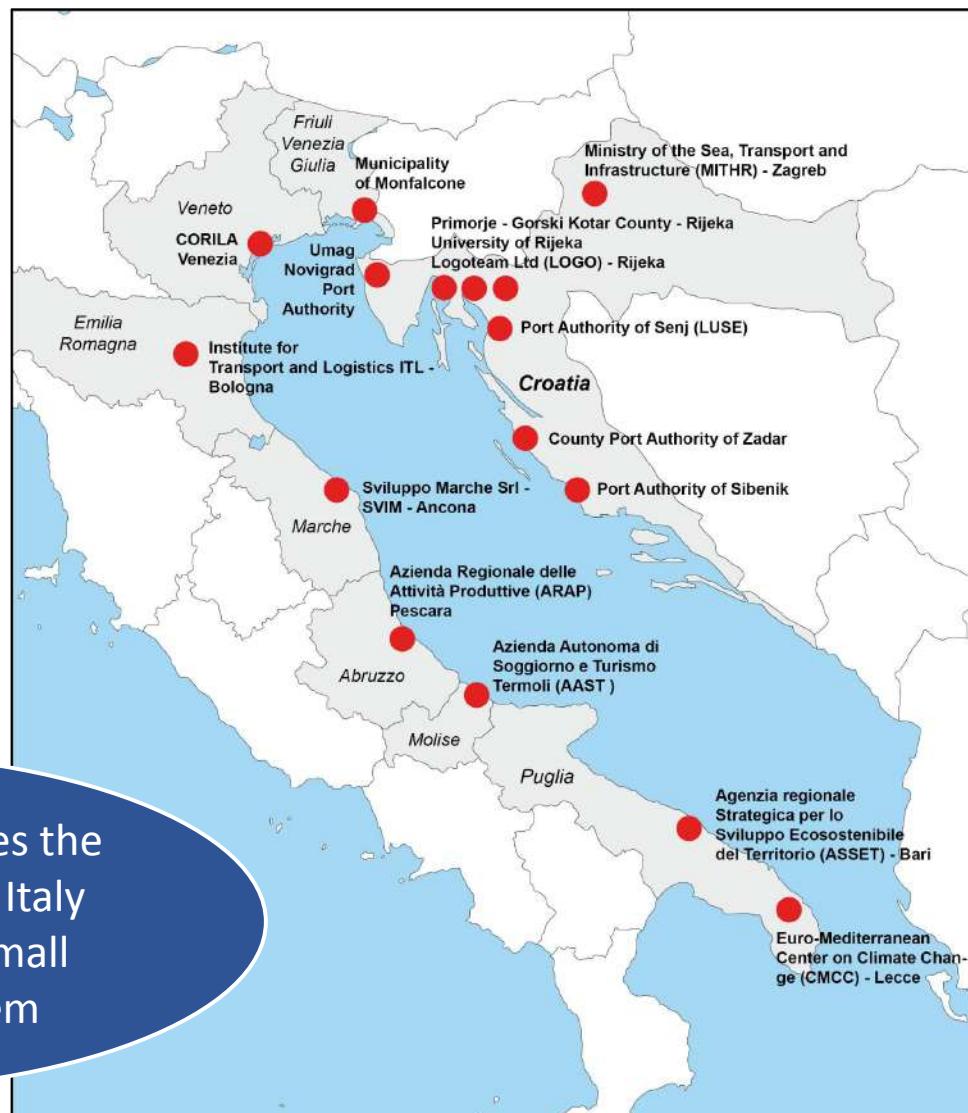 Friuli
Venezia
Giulia
Municipality
of Monfalcone
Ministry of the Sea, Transport and
Infrastructure (MITHR) - Zagreb
Veneto
CORILA
Venezia
Umag
Novigrad
Port
Authority
Primorje - Gorski Kotar County - Rijeka
University of Rijeka
Logoteam Ltd (LOGO) - Rijeka
Emilia
Romagna
Institute for
Transport and Logistics ITL -
Bologna
Port Authority of Senj (LUSE)
Croatia
County Port Authority of Zadar
Sviluppo Marche Srl -
SVIM - Ancona
Port Authority of Sibenik
Marche
Azienda Regionale delle
Attività Produttive (ARAP)
Pescara
Abruzzo
Azienda Autonoma di
Soggiorno e Turismo
Termoli (AAST )
Molise
Puglia
Agenzia regionale
Strategica per lo
Sviluppo Ecosostenibile
del Territorio (ASSET) - Bari
Euro-Mediterranean
Center on Climate Chan-
ge (CMCC) - Lecce
es the
Italy
mall
em